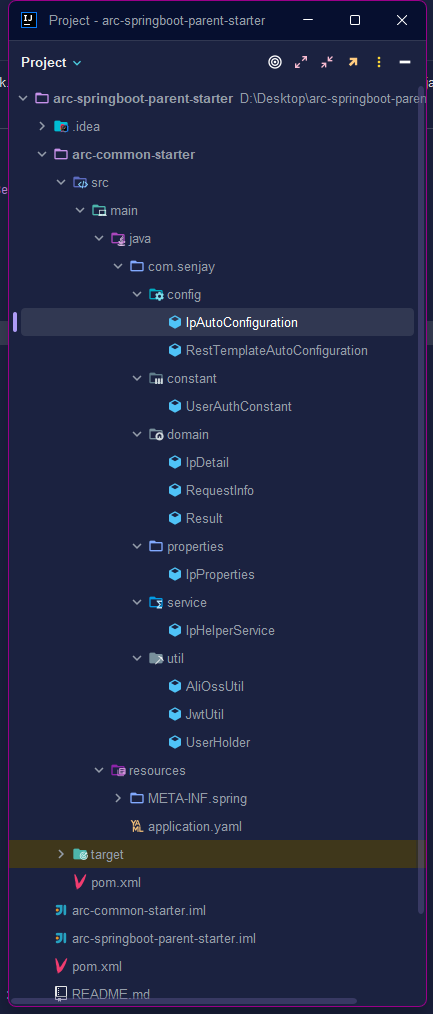 Project - arc-springboot-parent-starter
Project
arc-springboot-parent-starter D:\Desktop\arc-springboot-paren
.idea
arc-common-starter
src
main
java
com.senjay
config
IpAutoConfiguration
RestTemplateAutoConfiguration
constant
UserAuthConstant
domain
IpDetail
RequestInfo
Result
properties
IpProperties
service
IpHelperService
util
AliOssUtil
JwtUtil
UserHolder
resources
META-INF.spring
application.yaml
target
pom.xml
arc-common-starter.iml
arc-springboot-parent-starter.iml
pom.xml
README.md